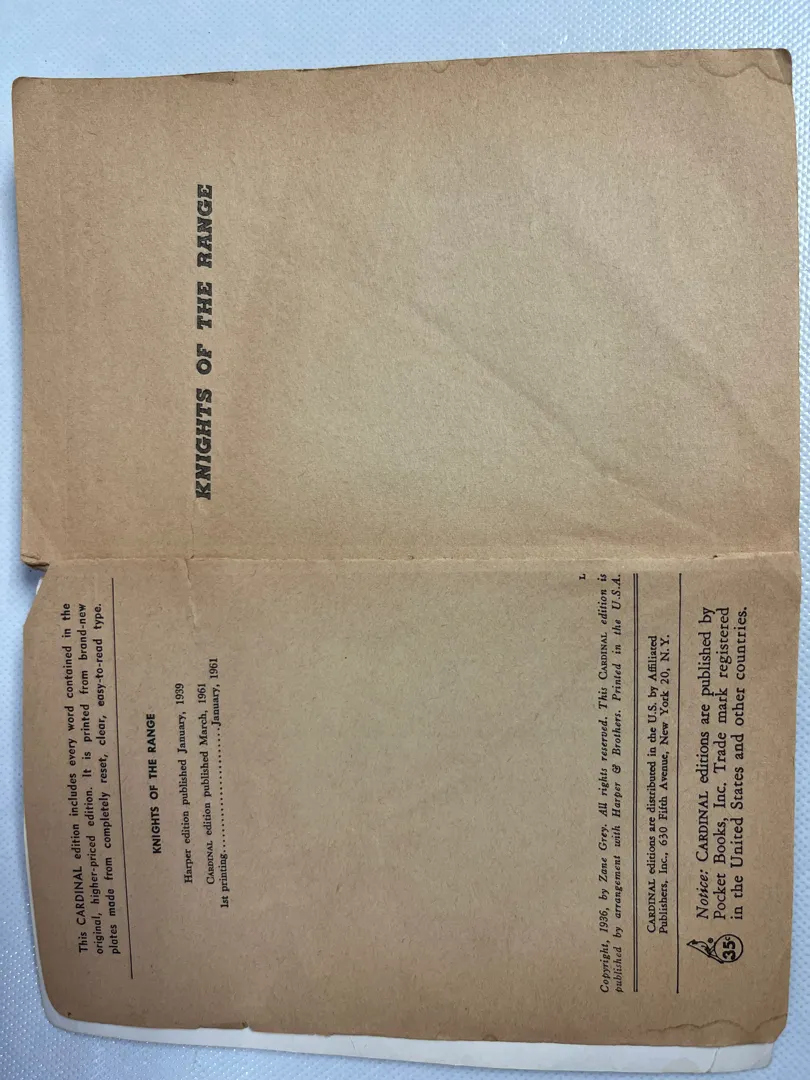 This CARDINAL edition includes every word contained in the
original, higher-priced edition. It is printed from brand-new
plates made from completely reset, clear, easy-to-read type.
KNIGHTS OF THE RANGE
Harper edition published January, 1939
CARDINAL edition published March, 1961
1st printing........................January, 1961
L
Copyright, 1936, by Zane Grey. All rights reserved. This CARDINAL edition is
published by arrangement with Harper & Brothers. Printed in the U.S.A.
CARDINAL editions are distributed in the U.S. by Affiliated
Publishers, Inc., 630 Fifth Avenue, New York 20, N.Y.
35¢
Notice: CARDINAL editions are published by
Pocket Books, Inc. Trade mark registered
in the United States and other countries.
KNIGHTS OF THE RANGE